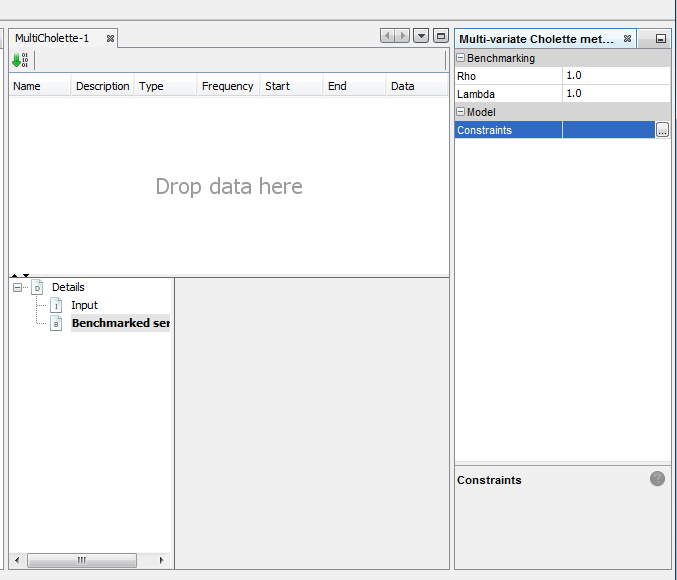 MultiCholette-1
Name Description Type Frequency Start End Data
Drop data here
Details
Input
Benchmarked ser
Multi-variate Cholette met...
Benchmarking
Rho 1.0
Lambda 1.0
Model
Constraints ...
Constraints